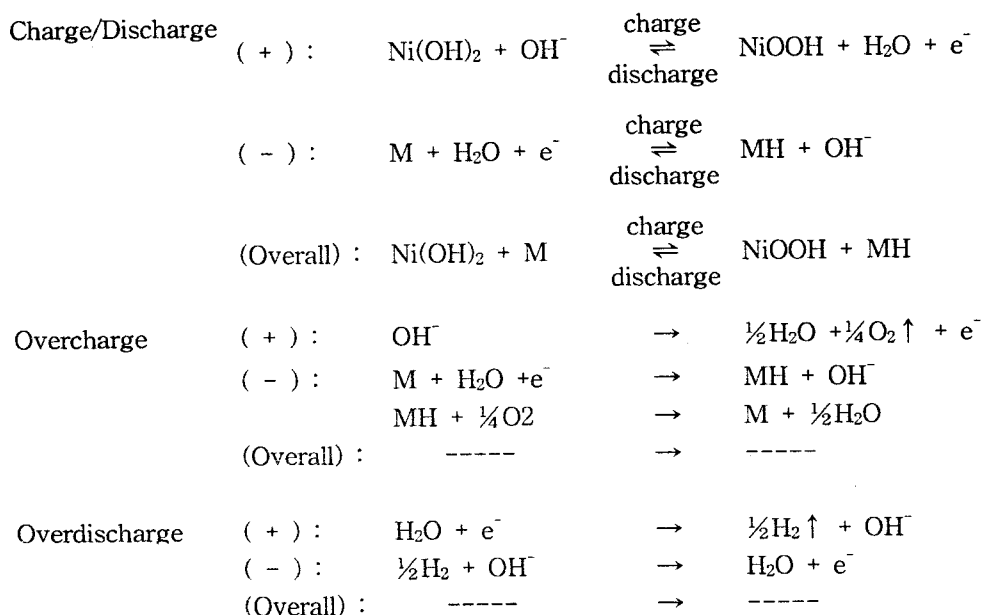 Charge/Discharge
charge
( + ) : Ni(OH)₂ + OH⁻ ⇌ NiOOH + H₂O + e⁻
discharge
charge
( - ) : M + H₂O + e⁻ ⇌ MH + OH⁻
discharge
charge
(Overall) : Ni(OH)₂ + M ⇌ NiOOH + MH
discharge
Overcharge ( + ) : OH⁻ → ½H₂O +¼O₂↑ + e⁻
( - ) : M + H₂O +e⁻ → MH + OH⁻
MH + ¼O2 → M + ½H₂O
(Overall) : ----- → -----
Overdischarge ( + ) : H₂O + e⁻ → ½H₂↑ + OH⁻
( - ) : ½H₂ + OH⁻ → H₂O + e⁻
(Overall) : ----- → -----